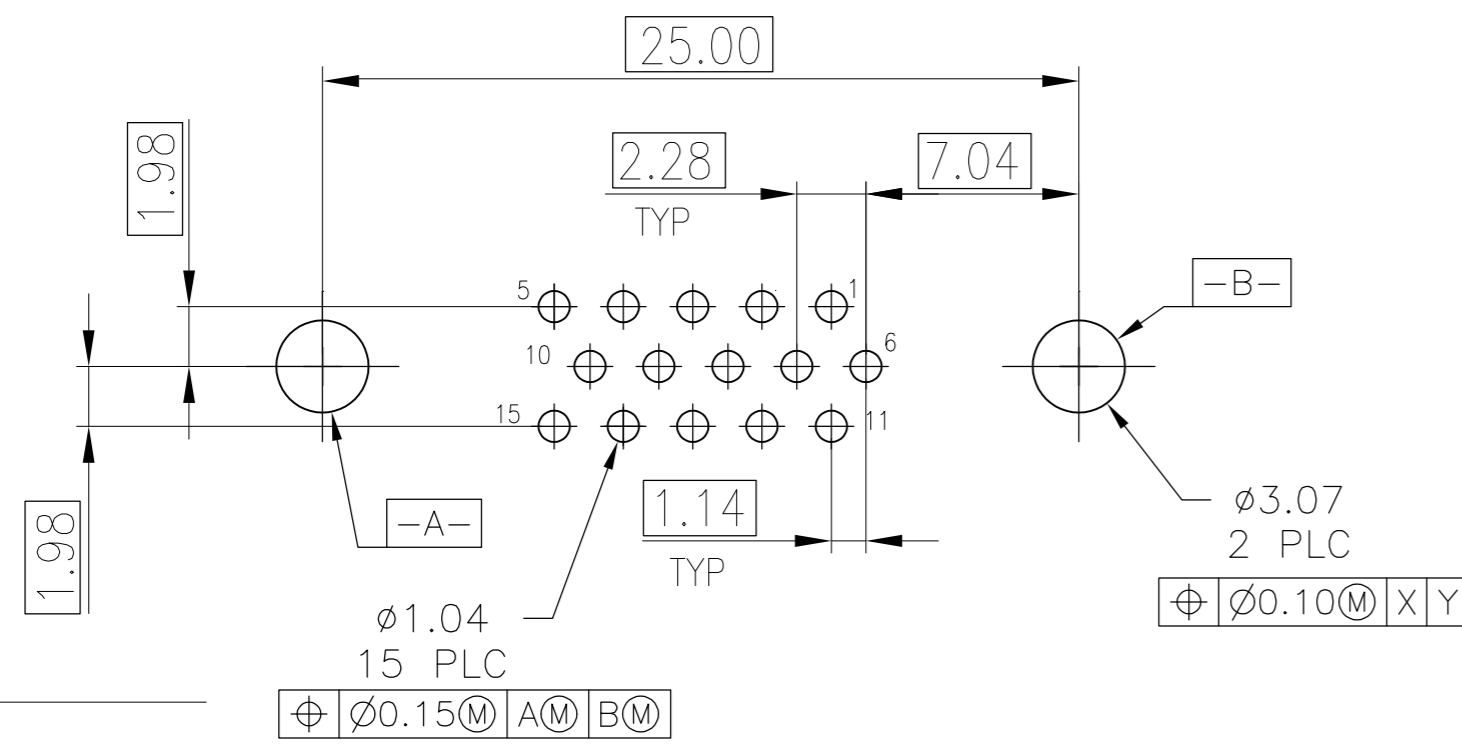 25.00
1.98
2.28
TYP
7.04
-B-
5
1
10
6
15
11
1.98
-A-
1.14
TYP
ø3.07
2 PLC
⌖ Ø0.10Ⓜ X Y
ø1.04
15 PLC
⌖ Ø0.15Ⓜ AⓂ BⓂ